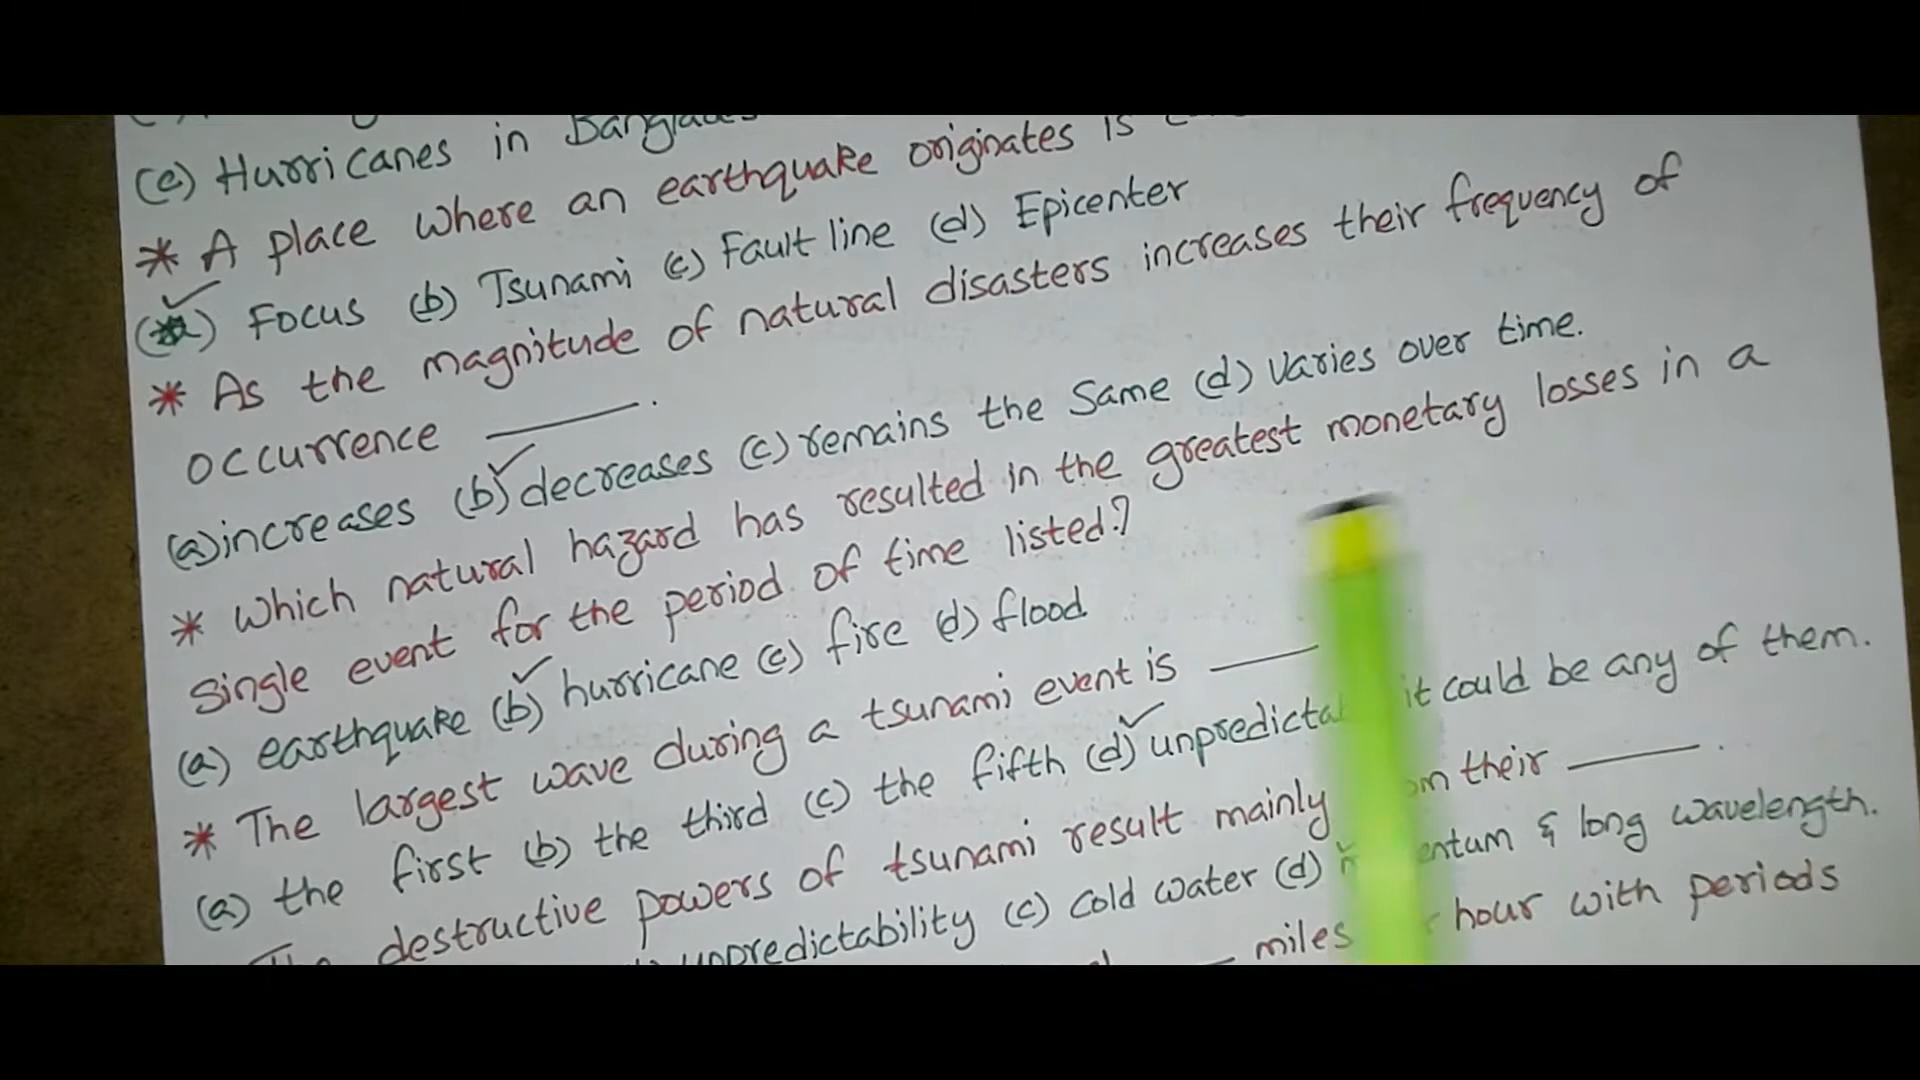 (e) Hurricanes in
* A place where an earthquake originates is
(a) Focus (b) Tsunami (c) Fault line (d) Epicenter
* As the magnitude of natural disasters increases their frequency of
occurrence ______.
(a) increases (b) decreases (c) remains the Same (d) varies over time.
* Which natural hazard has resulted in the greatest monetary losses in a
single event for the period of time listed?
(a) earthquake (b) hurricane (c) fire (d) flood
* The largest wave during a tsunami event is ______
(a) the first (b) the third (c) the fifth (d) it could be any of them.
destructive powers of tsunami result mainly their ______.
unpredictability (c) cold water (d) & long wavelength.
miles hour with periods